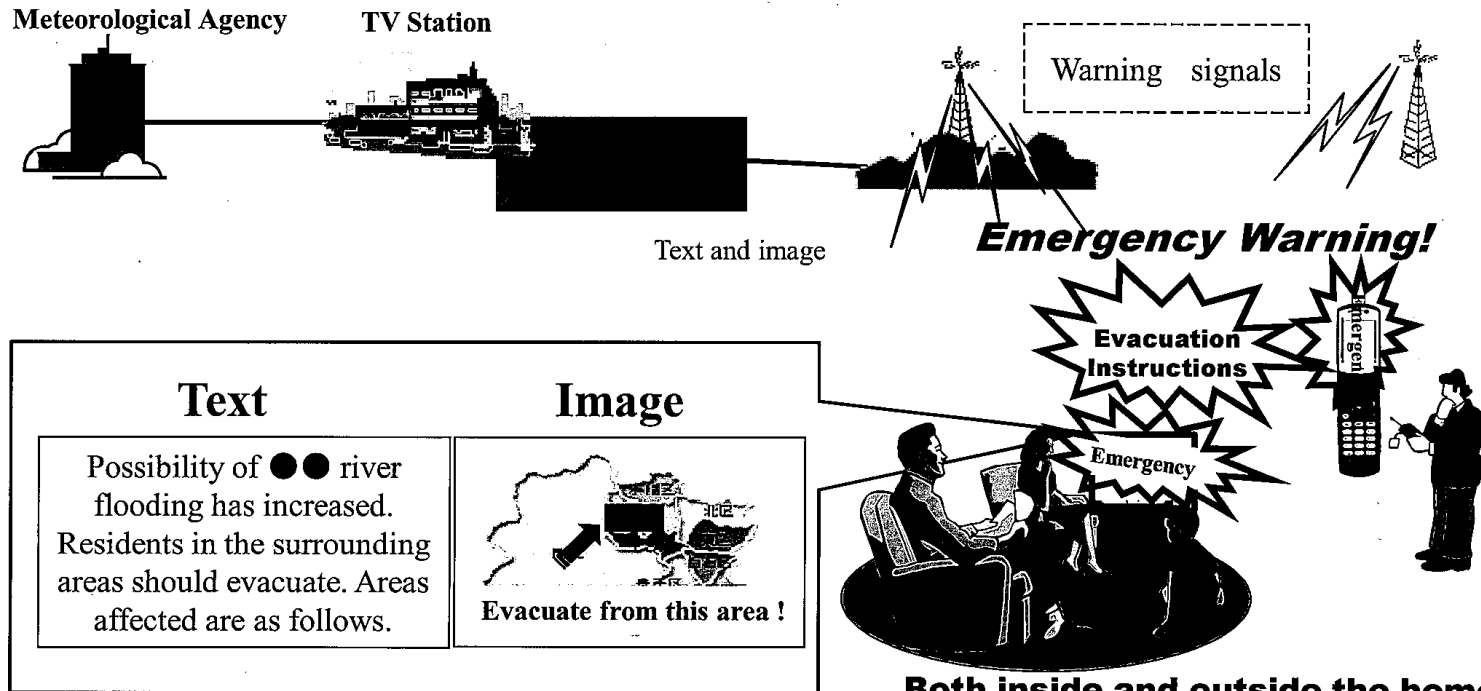 Meteorological Agency
TV Station
Warning signals
Text and image
Emergency Warning!
Evacuation
Instructions
Emergency
Text
Possibility of ●● river
flooding has increased.
Residents in the surrounding
areas should evacuate. Areas
affected are as follows.
Image
北区
Evacuate from this area !